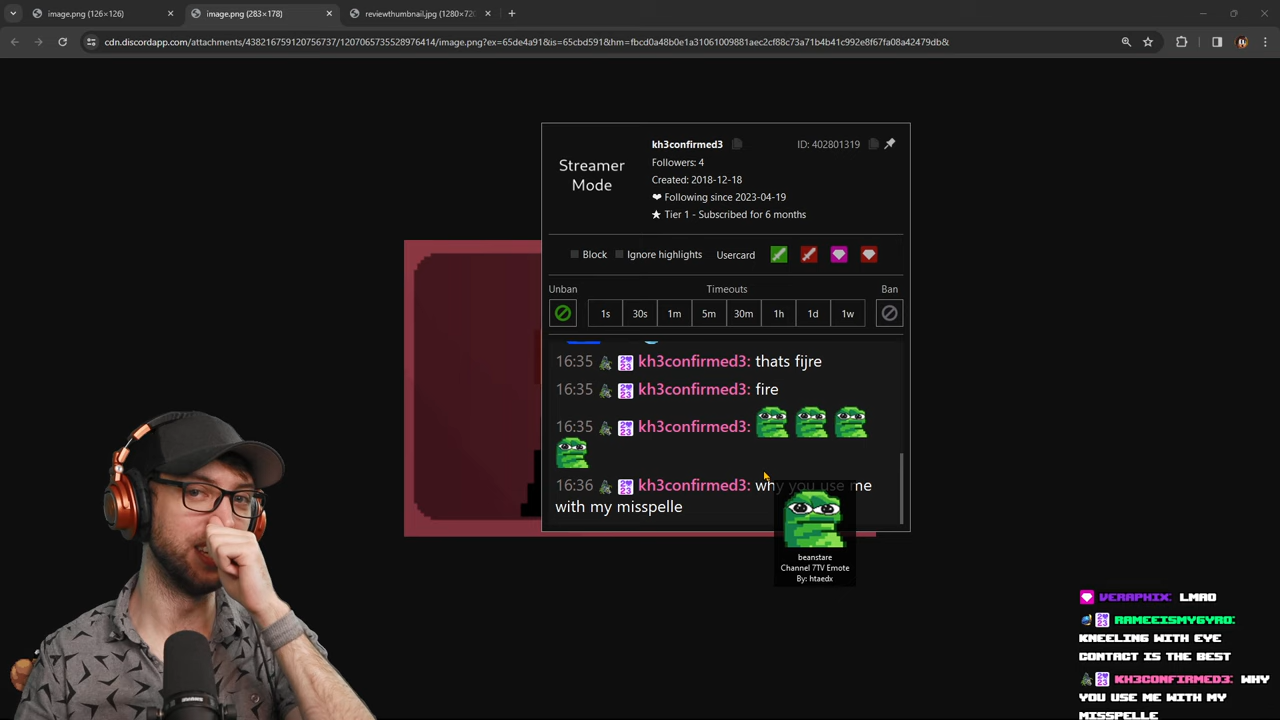 image.png (126×126)
image.png (283×178)
reviewthumbnail.jpg (1280×72
cdn.discordapp.com/attachments/438216759120756737/1207065735528976414/image.png?ex=65de4a91&is=65cbd591&hm=fbcd0a48b0e1a31061009881aec2cf88c73a71b4b41c992e8f67fa08a42479db&
Streamer
Mode
kh3confirmed3
ID: 402801319
Followers: 4
Created: 2018-12-18
Following since 2023-04-19
Tier 1 - Subscribed for 6 months
Block
Ignore highlights
Usercard
Unban
Timeouts
Ban
1s 30s 1m 5m 30m 1h 1d 1w
16:35 kh3confirmed3: thats fijre
16:35 kh3confirmed3: fire
16:35 kh3confirmed3:
16:36 kh3confirmed3: why you use me
with my misspelle
beanstare
Channel 7TV Emote
By: htaedx
VERAPHIX: LMAO
RAMEEISMYGYRO:
KNEELING WITH EYE
CONTACT IS THE BEST
KH3CONFIRMED3: WHY
YOU USE ME WITH MY
MISSPELLE